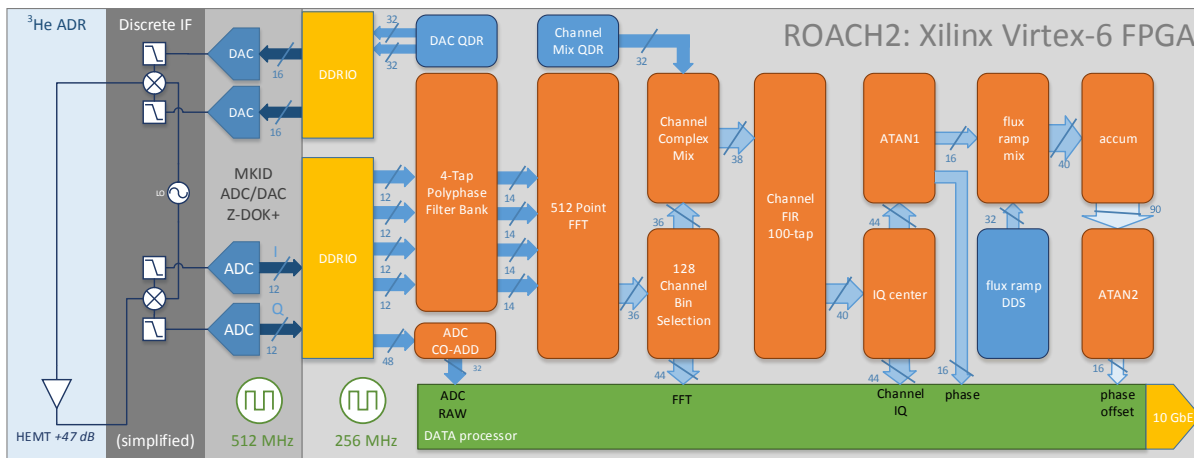 ³He ADR
Discrete IF
ROACH2: Xilinx Virtex-6 FPGA
DAC
16
DAC
16
DDRIO
32
32
DAC QDR
Channel
Mix QDR
32
MKID
ADC/DAC
Z-DOK+
ADC
I
12
ADC
Q
12
DDRIO
12
12
12
12
48
4-Tap
Polyphase
Filter Bank
14
14
14
14
ADC
CO-ADD
32
512 Point
FFT
36
Channel
Complex
Mix
38
36
128
Channel
Bin
Selection
44
Channel
FIR
100-tap
40
ATAN1
16
44
IQ center
44
flux
ramp
mix
40
32
flux ramp
DDS
accum
90
ATAN2
16
16
HEMT +47 dB
(simplified)
512 MHz
256 MHz
ADC
RAW
FFT
Channel
IQ
phase
phase
offset
DATA processor
10 GbE